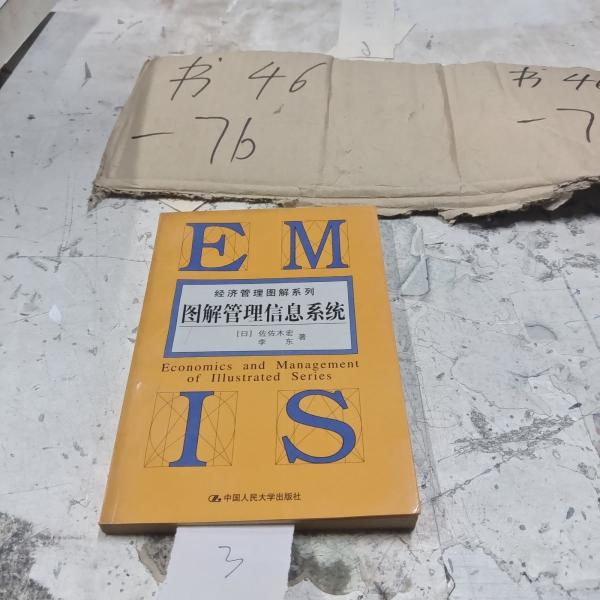 书 46
-7b
书 46
-7
E M
经济管理图解系列
图解管理信息系统
[日] 佐佐木宏
李 东 著
Economics and Management
of Illustrated Series
I S
中国人民大学出版社
3